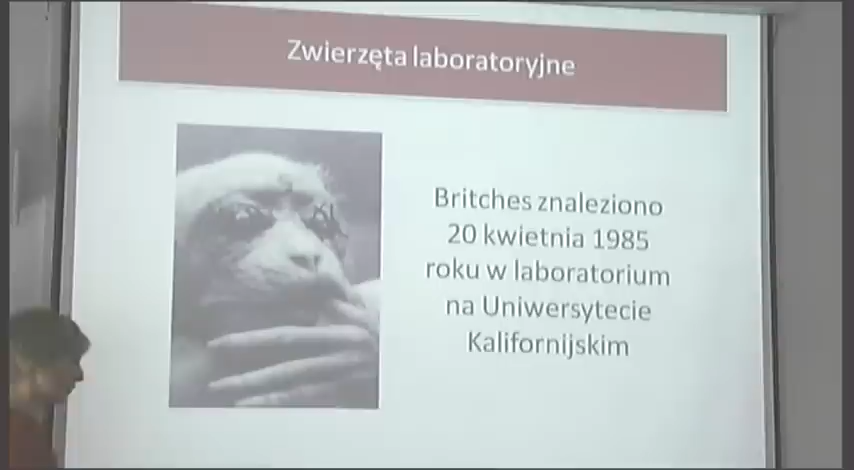 Zwierzęta laboratoryjne
Britches znaleziono
20 kwietnia 1985
roku w laboratorium
na Uniwersytecie
Kalifornijskim